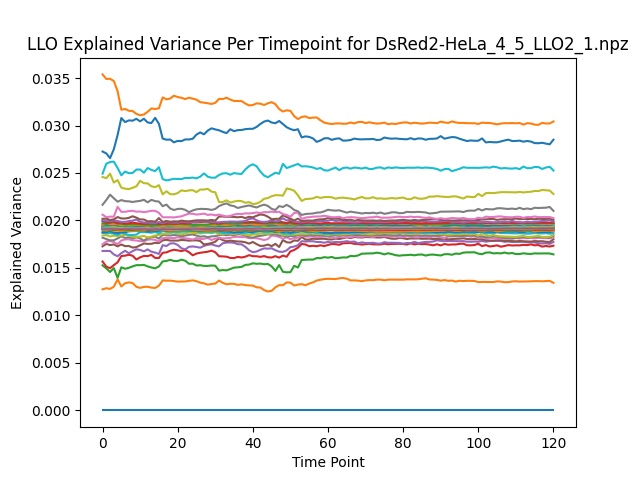 LLO Explained Variance Per Timepoint for DsRed2-HeLa_4_5_LLO2_1.npz
0.035
0.030
0.025
0.020
0.015
0.010
0.005
0.000
Explained Variance
0 20 40 60 80 100 120
Time Point